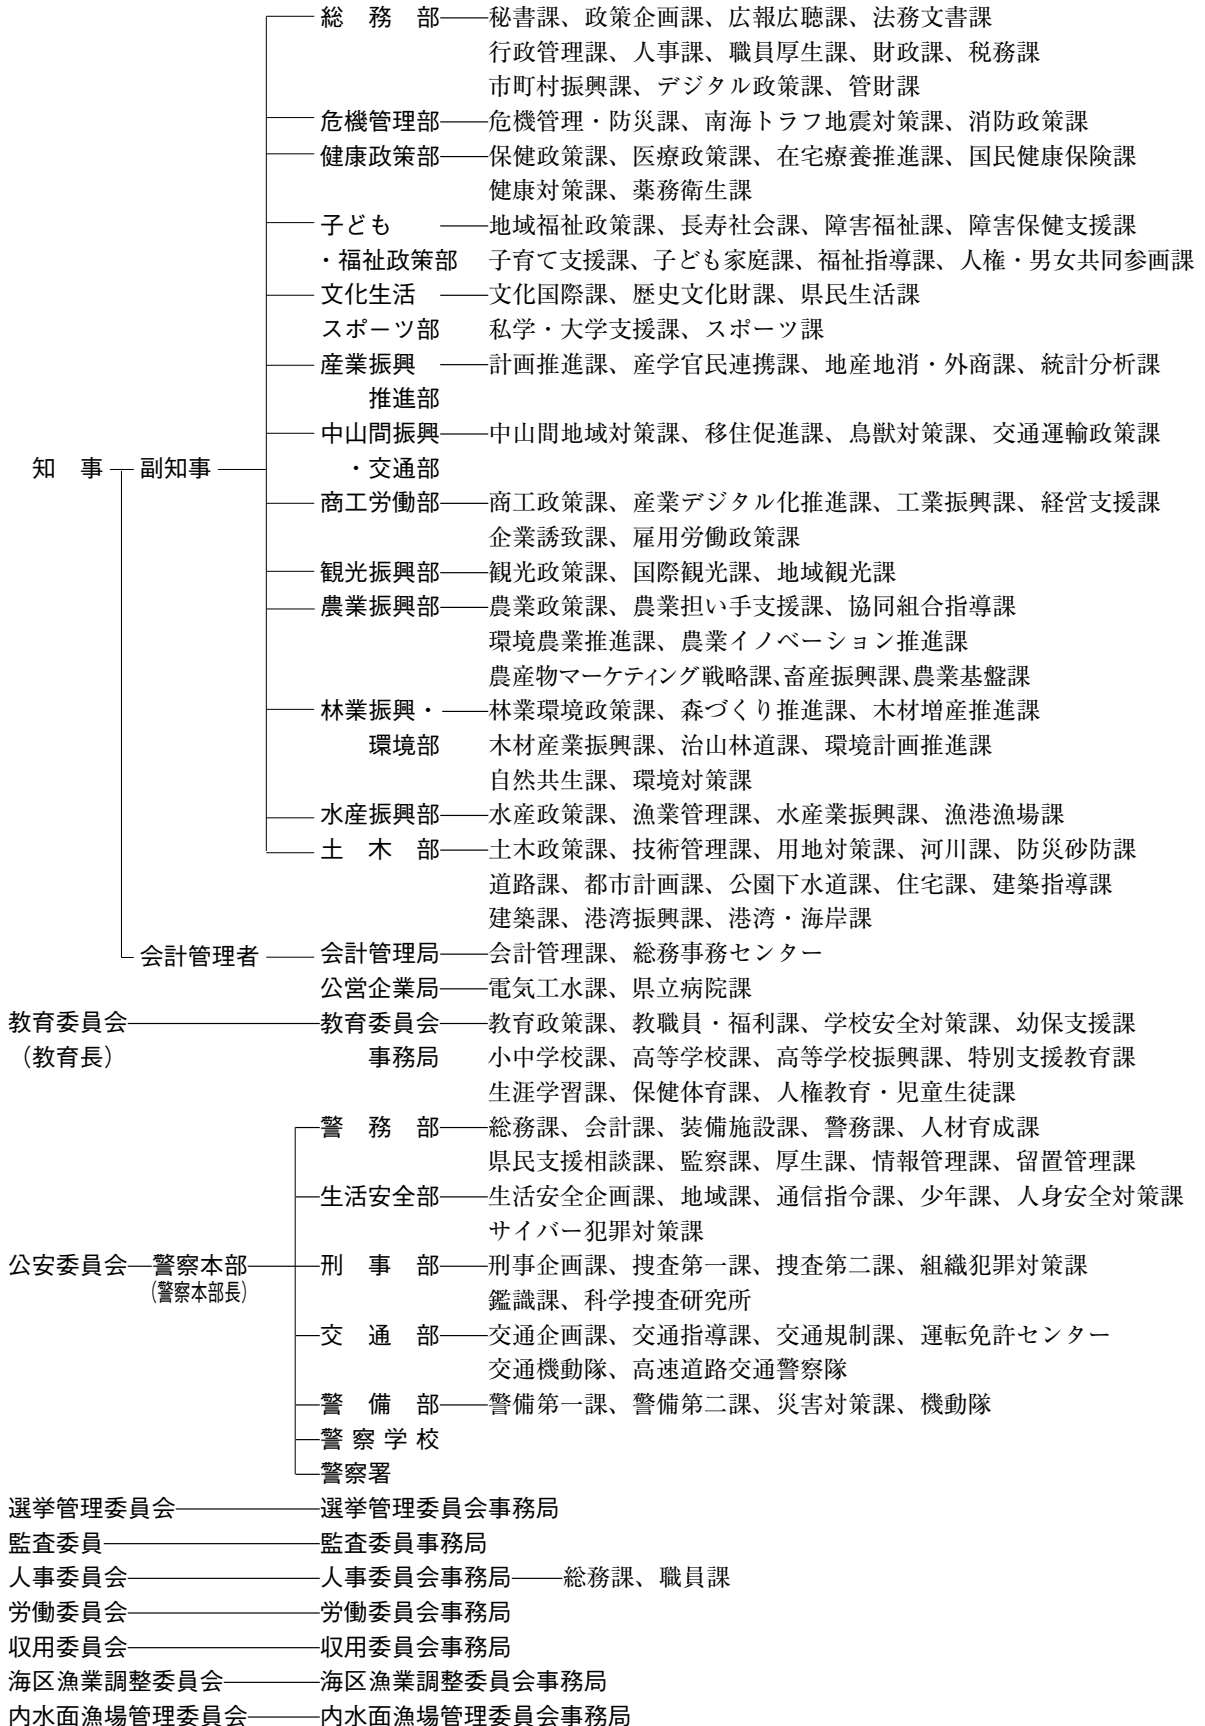 総　務　部――秘書課、政策企画課、広報広聴課、法務文書課
行政管理課、人事課、職員厚生課、財政課、税務課
市町村振興課、デジタル政策課、管財課
危機管理部――危機管理・防災課、南海トラフ地震対策課、消防政策課
健康政策部――保健政策課、医療政策課、在宅療養推進課、国民健康保険課
健康対策課、薬務衛生課
子ども　――地域福祉政策課、長寿社会課、障害福祉課、障害保健支援課
・福祉政策部　子育て支援課、子ども家庭課、福祉指導課、人権・男女共同参画課
文化生活　――文化国際課、歴史文化財課、県民生活課
スポーツ部　私学・大学支援課、スポーツ課
産業振興　――計画推進課、産学官民連携課、地産地消・外商課、統計分析課
推進部
中山間振興――中山間地域対策課、移住促進課、鳥獣対策課、交通運輸政策課
知　事　副知事　・交通部
商工労働部――商工政策課、産業デジタル化推進課、工業振興課、経営支援課
企業誘致課、雇用労働政策課
観光振興部――観光政策課、国際観光課、地域観光課
農業振興部――農業政策課、農業担い手支援課、協同組合指導課
環境農業推進課、農業イノベーション推進課
農産物マーケティング戦略課、畜産振興課、農業基盤課
林業振興・――林業環境政策課、森づくり推進課、木材増産推進課
環境部　木材産業振興課、治山林道課、環境計画推進課
自然共生課、環境対策課
水産振興部――水産政策課、漁業管理課、水産業振興課、漁港漁場課
土　木　部――土木政策課、技術管理課、用地対策課、河川課、防災砂防課
道路課、都市計画課、公園下水道課、住宅課、建築指導課
建築課、港湾振興課、港湾・海岸課
会計管理者――会計管理局――会計管理課、総務事務センター
公営企業局――電気工水課、県立病院課
教育委員会――教育委員会――教育政策課、教職員・福利課、学校安全対策課、幼保支援課
（教育長）　事務局　小中学校課、高等学校課、高等学校振興課、特別支援教育課
生涯学習課、保健体育課、人権教育・児童生徒課
警　務　部――総務課、会計課、装備施設課、警務課、人材育成課
県民支援相談課、監察課、厚生課、情報管理課、留置管理課
生活安全部――生活安全企画課、地域課、通信指令課、少年課、人身安全対策課
サイバー犯罪対策課
公安委員会―警察本部――刑　事　部――刑事企画課、捜査第一課、捜査第二課、組織犯罪対策課
（警察本部長）　鑑識課、科学捜査研究所
交　通　部――交通企画課、交通指導課、交通規制課、運転免許センター
交通機動隊、高速道路交通警察隊
警　備　部――警備第一課、警備第二課、災害対策課、機動隊
警察学校
警察署
選挙管理委員会――選挙管理委員会事務局
監査委員――監査委員事務局
人事委員会――人事委員会事務局――総務課、職員課
労働委員会――労働委員会事務局
収用委員会――収用委員会事務局
海区漁業調整委員会――海区漁業調整委員会事務局
内水面漁場管理委員会――内水面漁場管理委員会事務局